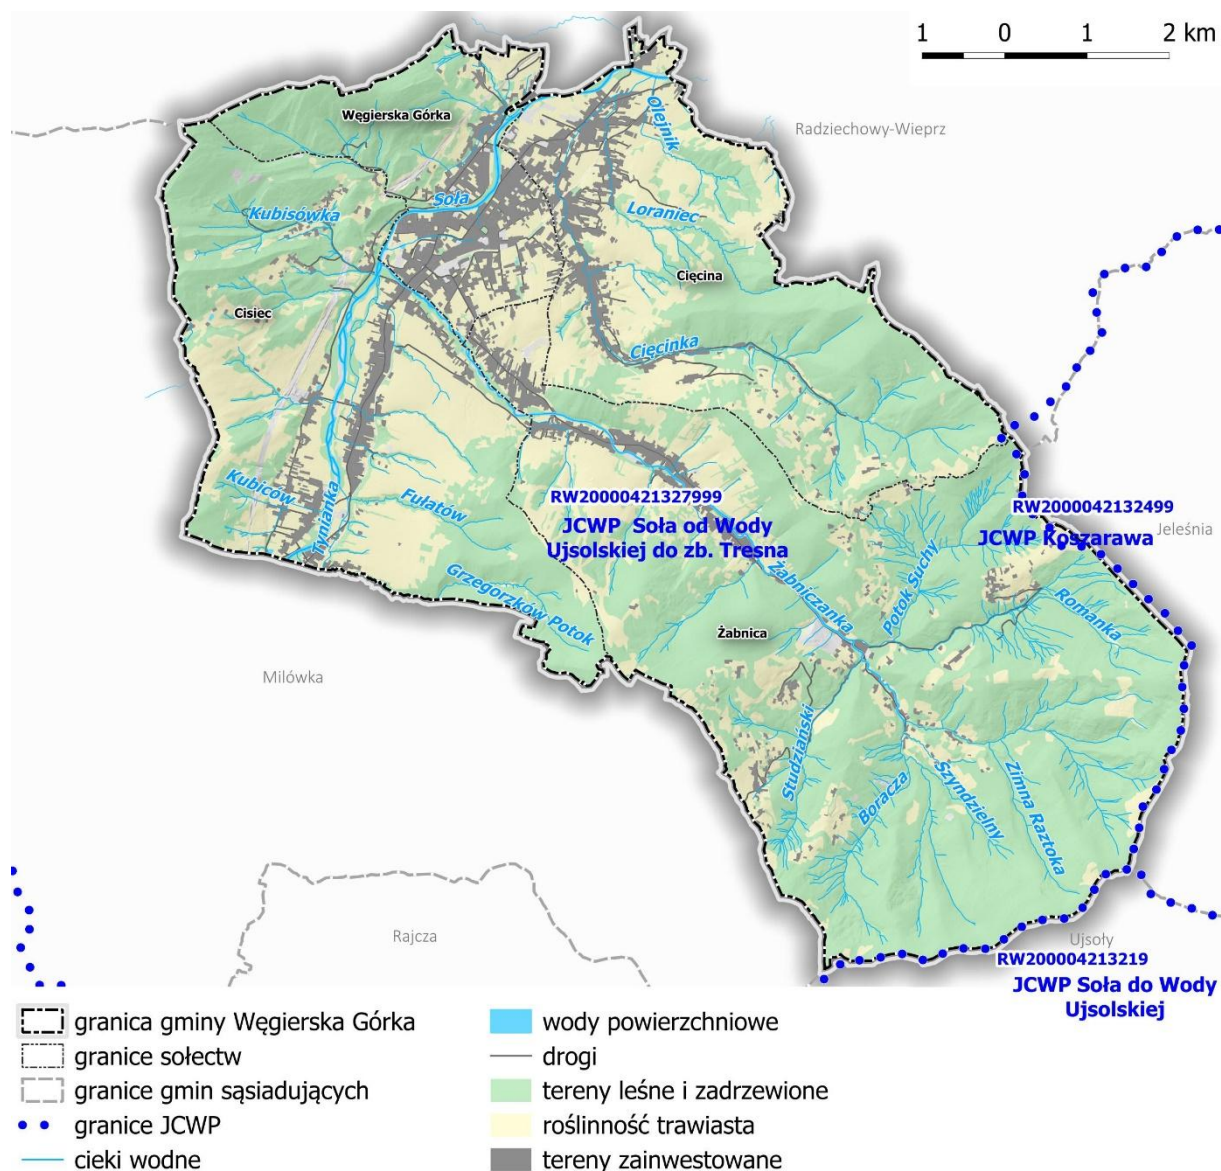 1 0 1 2 km
Węgierska Górka
Olejnik
Radziechowy-Wieprz
Soła
Kubisówka
Loraniec
Cięcina
Cisiec
Cięcinka
Kubiców
Tynianka
Fułatów
RW20000421327999
JCWP Soła od Wody
Ujsolskiej do zb. Tresna
RW2000042132499
JCWP Koszarawa
Jeleśnia
Grzegorzków Potok
Żabniczanka
Potok Suchy
Romanka
Żabnica
Milówka
Studziański
Boracza
Szyndzielny
Zimna Raztoka
Rajcza
Ujsoły
RW200004213219
JCWP Soła do Wody
Ujsolskiej
granica gminy Węgierska Górka
granice sołectw
granice gmin sąsiadujących
granice JCWP
cieki wodne
wody powierzchniowe
drogi
tereny leśne i zadrzewione
roślinność trawiasta
tereny zainwestowane